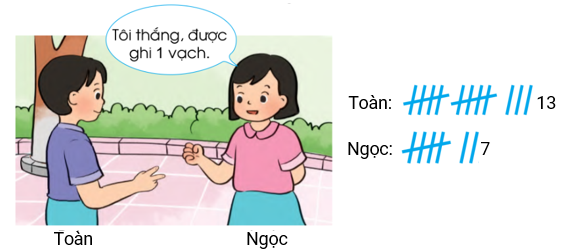 Tôi thắng, được
ghi 1 vạch.
Toàn: 13
Ngọc: 7
Toàn
Ngọc